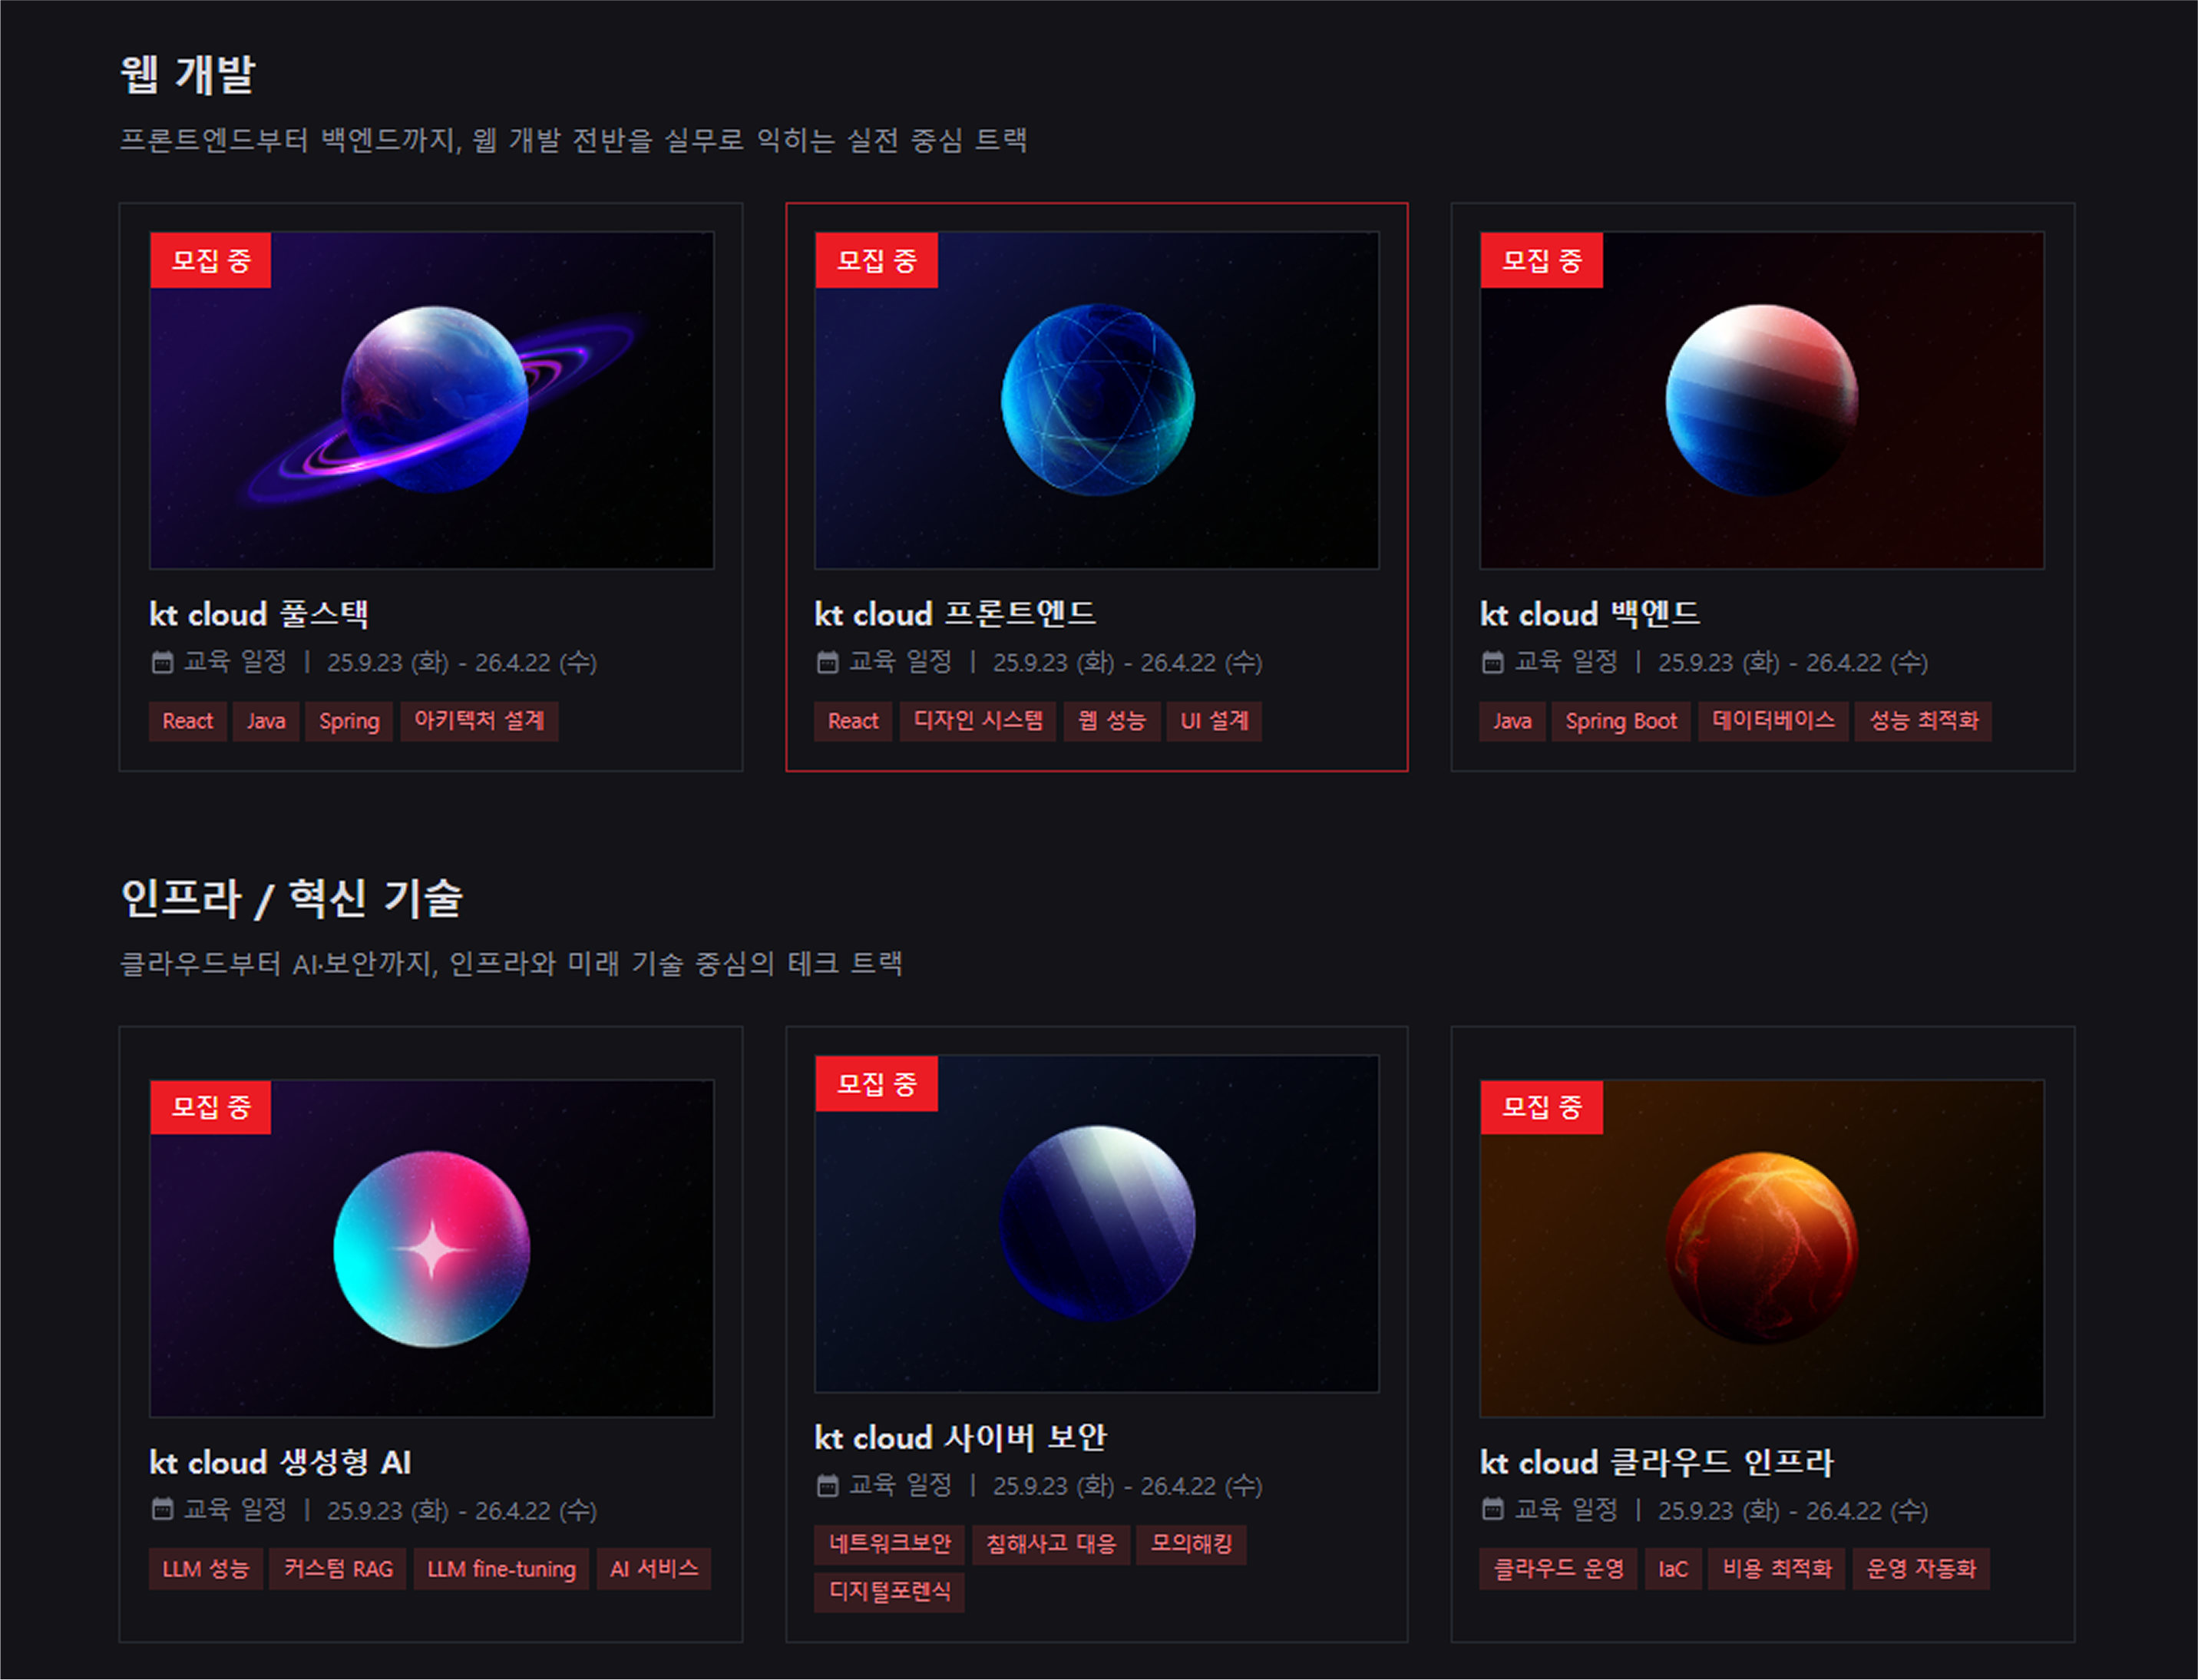 웹 개발
프론트엔드부터 백엔드까지, 웹 개발 전반을 실무로 익히는 실전 중심 트랙
모집 중
kt cloud 풀스택
교육 일정 | 25.9.23 (화) - 26.4.22 (수)
React Java Spring 아키텍처 설계
모집 중
kt cloud 프론트엔드
교육 일정 | 25.9.23 (화) - 26.4.22 (수)
React 디자인 시스템 웹 성능 UI 설계
모집 중
kt cloud 백엔드
교육 일정 | 25.9.23 (화) - 26.4.22 (수)
Java Spring Boot 데이터베이스 성능 최적화
인프라 / 혁신 기술
클라우드부터 AI·보안까지, 인프라와 미래 기술 중심의 테크 트랙
모집 중
kt cloud 생성형 AI
교육 일정 | 25.9.23 (화) - 26.4.22 (수)
LLM 성능 커스텀 RAG LLM fine-tuning AI 서비스
모집 중
kt cloud 사이버 보안
교육 일정 | 25.9.23 (화) - 26.4.22 (수)
네트워크보안 침해사고 대응 모의해킹
디지털포렌식
모집 중
kt cloud 클라우드 인프라
교육 일정 | 25.9.23 (화) - 26.4.22 (수)
클라우드 운영 IaC 비용 최적화 운영 자동화